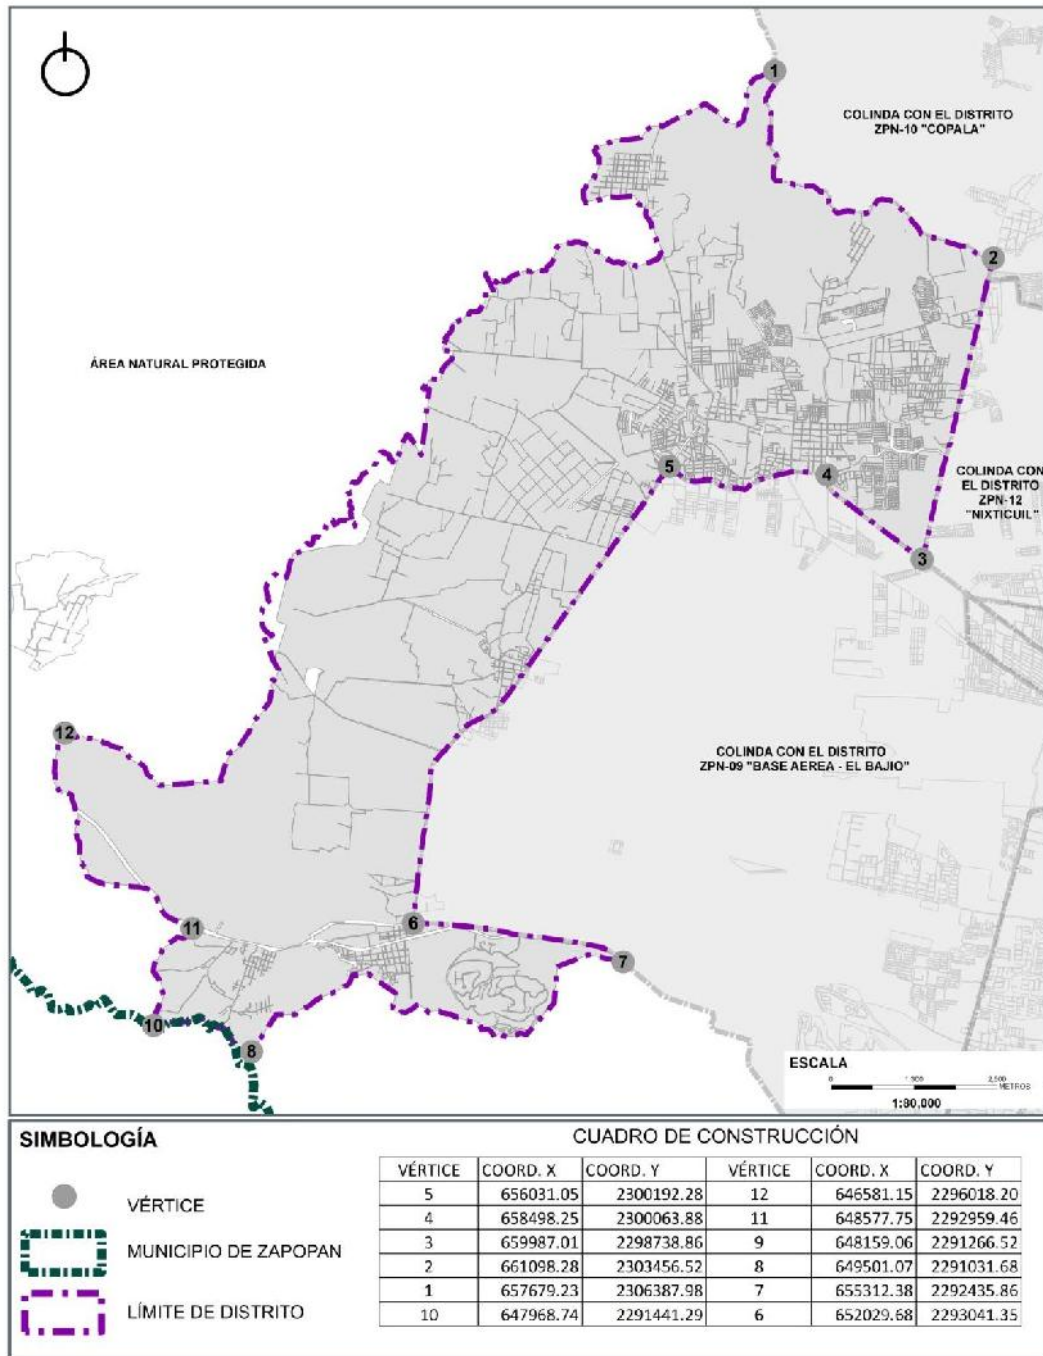 1
COLINDA CON EL DISTRITO
ZPN-10 "COPALA"
2
ÁREA NATURAL PROTEGIDA
5
4
COLINDA CON
EL DISTRITO
ZPN-12
"NIXTICUIL"
3
12
COLINDA CON EL DISTRITO
ZPN-09 "BASE AEREA - EL BAJIO"
11
6
7
10
8
ESCALA
0
METROS
1:80,000
SIMBOLOGÍA
VÉRTICE
MUNICIPIO DE ZAPOPAN
LÍMITE DE DISTRITO
CUADRO DE CONSTRUCCIÓN
VÉRTICE COORD. X COORD. Y VÉRTICE COORD. X COORD. Y
5 656031.05 2300192.28 12 646581.15 2296018.20
4 658498.25 2300063.88 11 648577.75 2292959.46
3 659987.01 2298738.86 9 648159.06 2291266.52
2 661098.28 2303456.52 8 649501.07 2291031.68
1 657679.23 2306387.98 7 655312.38 2292435.86
10 647968.74 2291441.29 6 652029.68 2293041.35